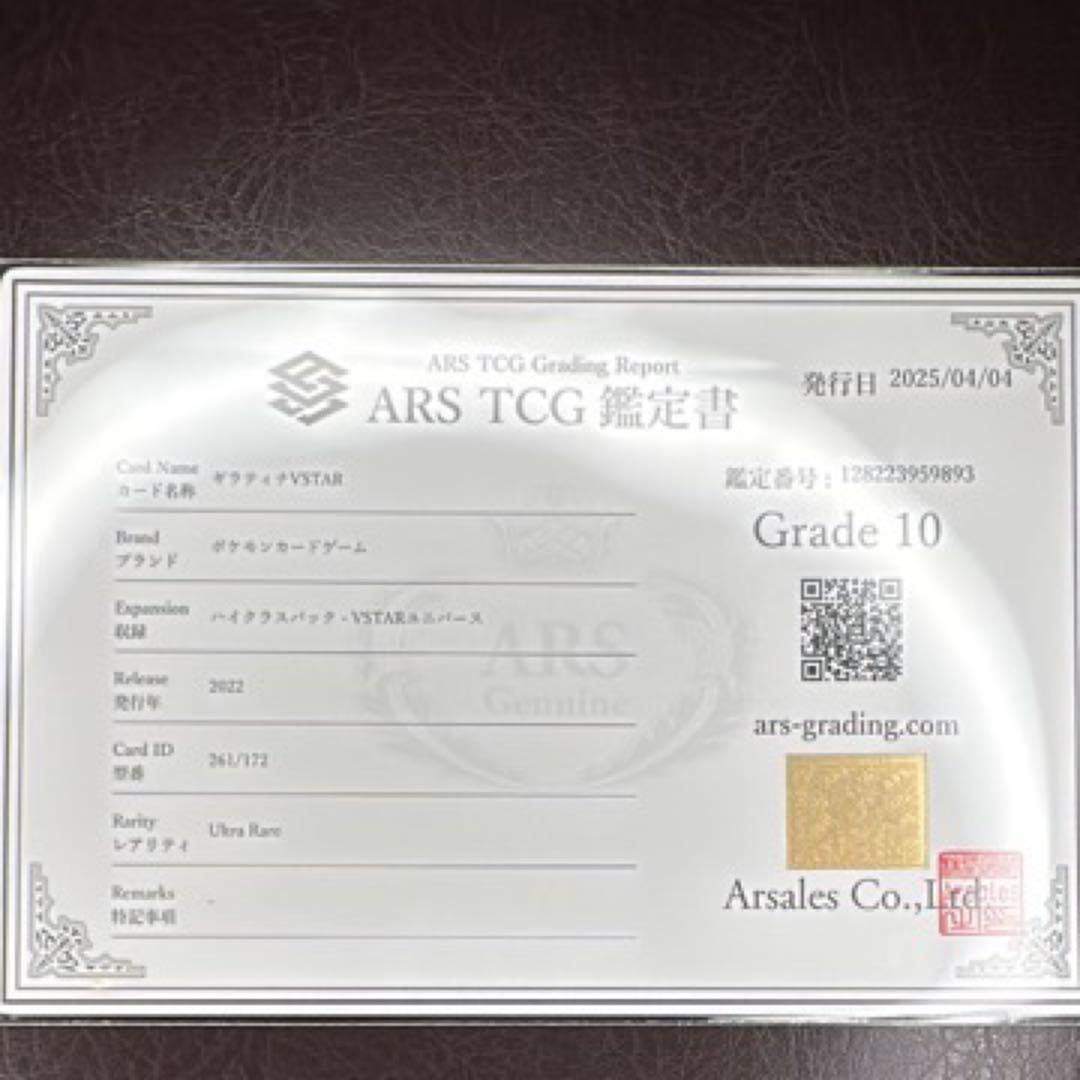 ARS TCG Grading Report
ARS TCG 鑑定書
発行日 2025/04/04
Card Name
カード名称
ギラティナVSTAR
Brand
ブランド
ポケモンカードゲーム
Expansion
収録
ハイクラスパック - VSTARユニバース
Release
発行年
2022
Card ID
型番
261/172
Rarity
レアリティ
Ultra Rare
Remarks
特記事項
-
鑑定番号 : 128223959893
Grade 10
ars-grading.com
Arsales Co.,Ltd
ARS
Genuine